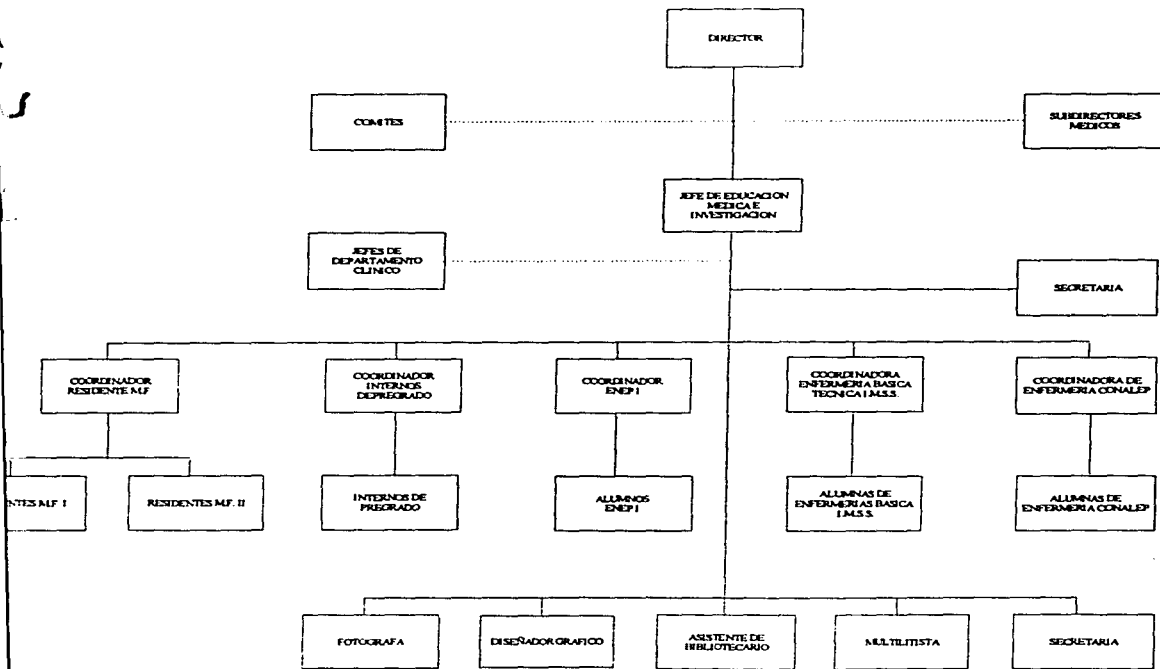 DIRECTOR
COMITES
SUBDIRECTORES
MEDICOS
JEFE DE EDUCACION
MEDICA E
INVESTIGACION
JEFES DE
DEPARTAMENTO
CLINICO
SECRETARIA
COORDINADOR
RESIDENTE M.F
COORDINADOR
INTERNOS
DEPREGRADO
COORDINADOR
ENEP I
COORDINADORA
ENFERMERIA BASICA
TECNICA I.M.S.S.
COORDINADORA DE
ENFERMERIA CONALEP
NTES M.F. I
RESIDENTES M.F. II
INTERNOS DE
PREGRADO
ALUMNOS
ENEP I
ALUMNAS DE
ENFERMERIAS BASICA
I.M.S.S.
ALUMNAS DE
ENFERMERIA CONALEP
FOTOGRAFA
DISEÑADOR GRAFICO
ASISTENTE DE
BIBLIOTECARIO
MULTILITISTA
SECRETARIA